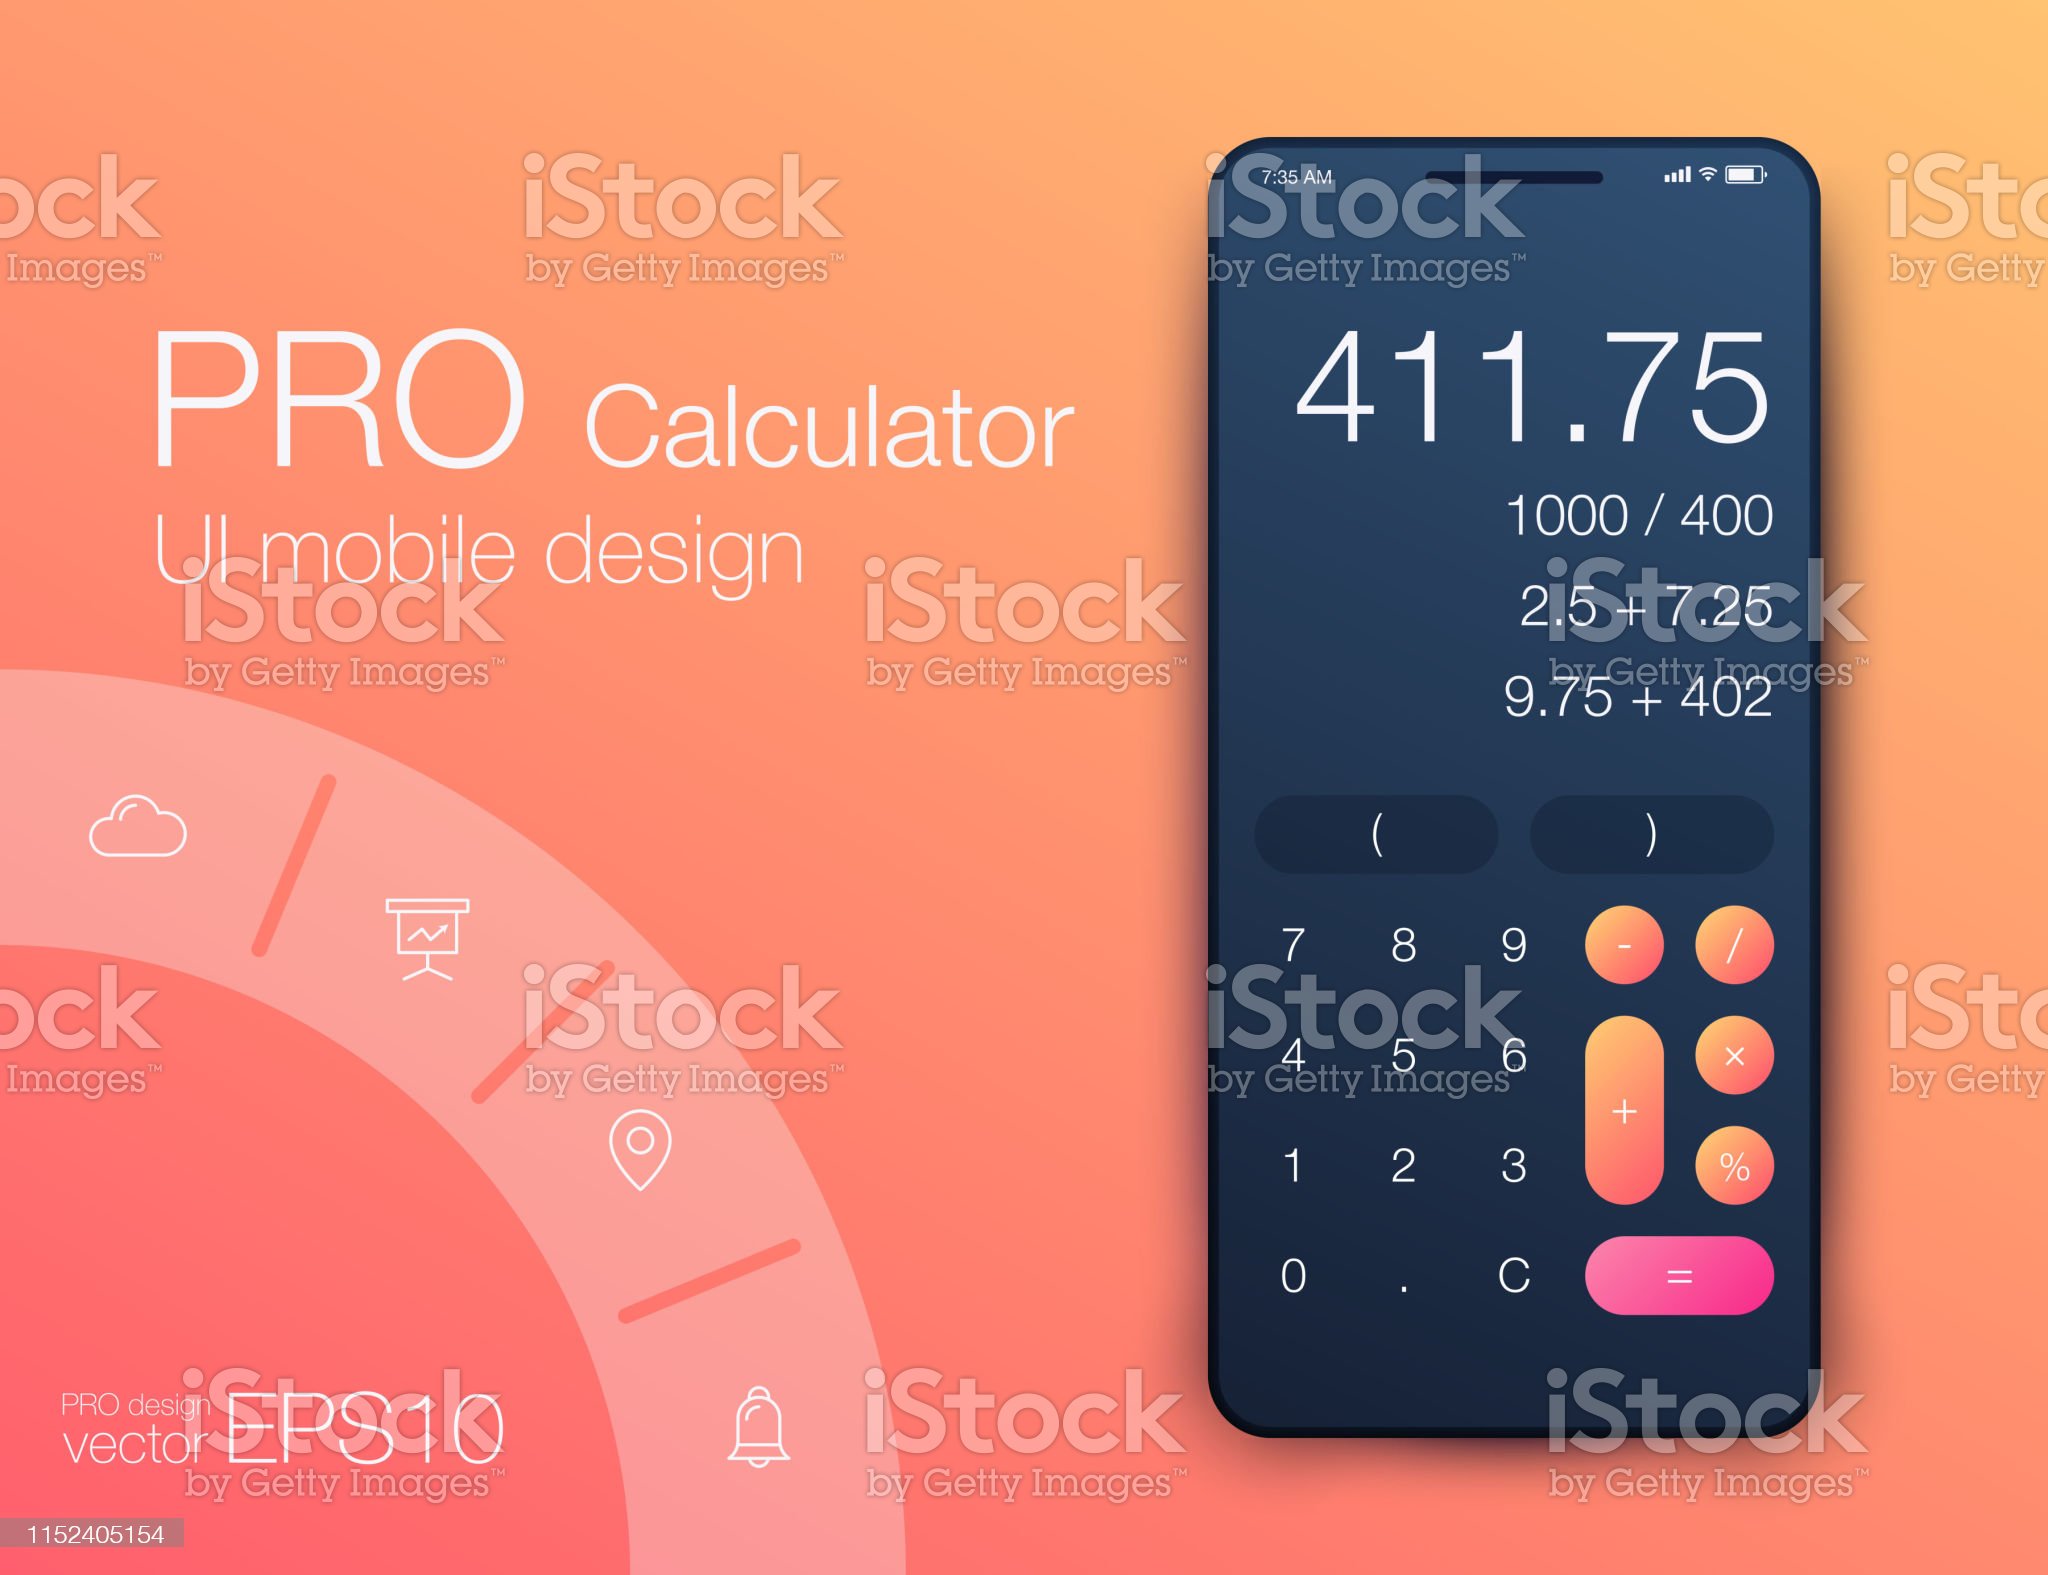 iStock
by Getty Images™
PRO Calculator
UI mobile design
7:35 AM
411.75
1000 / 400
2.5 + 7.25
9.75 + 402
( )
7 8 9 - /
4 5 6 + ×
1 2 3 %
0 . C =
PRO design
vector EPS10
1152405154